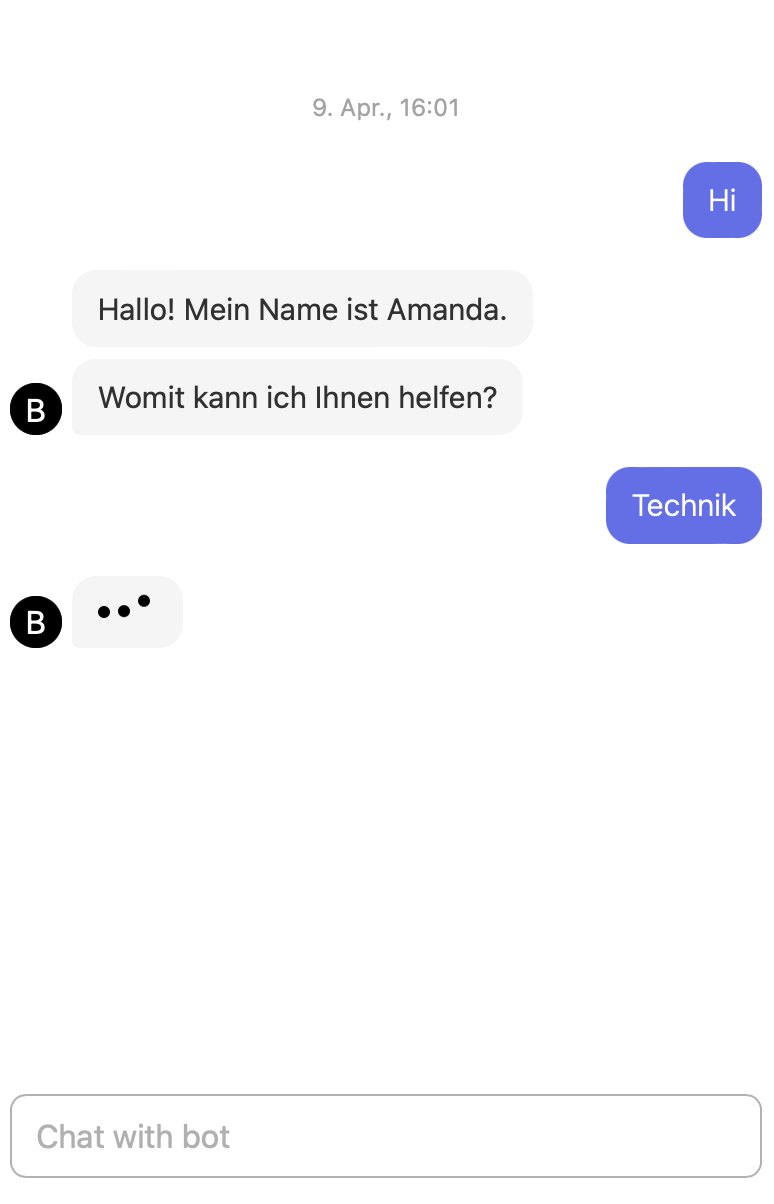 9. Apr., 16:01
Hi
Hallo! Mein Name ist Amanda.
Womit kann ich Ihnen helfen?
B
Technik
B
Chat with bot